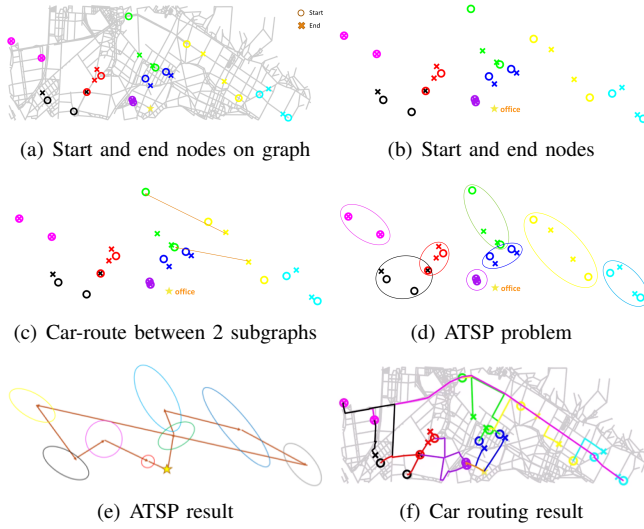 Start
End
(a) Start and end nodes on graph
office
(b) Start and end nodes
office
(c) Car-route between 2 subgraphs
office
(d) ATSP problem
(e) ATSP result
(f) Car routing result